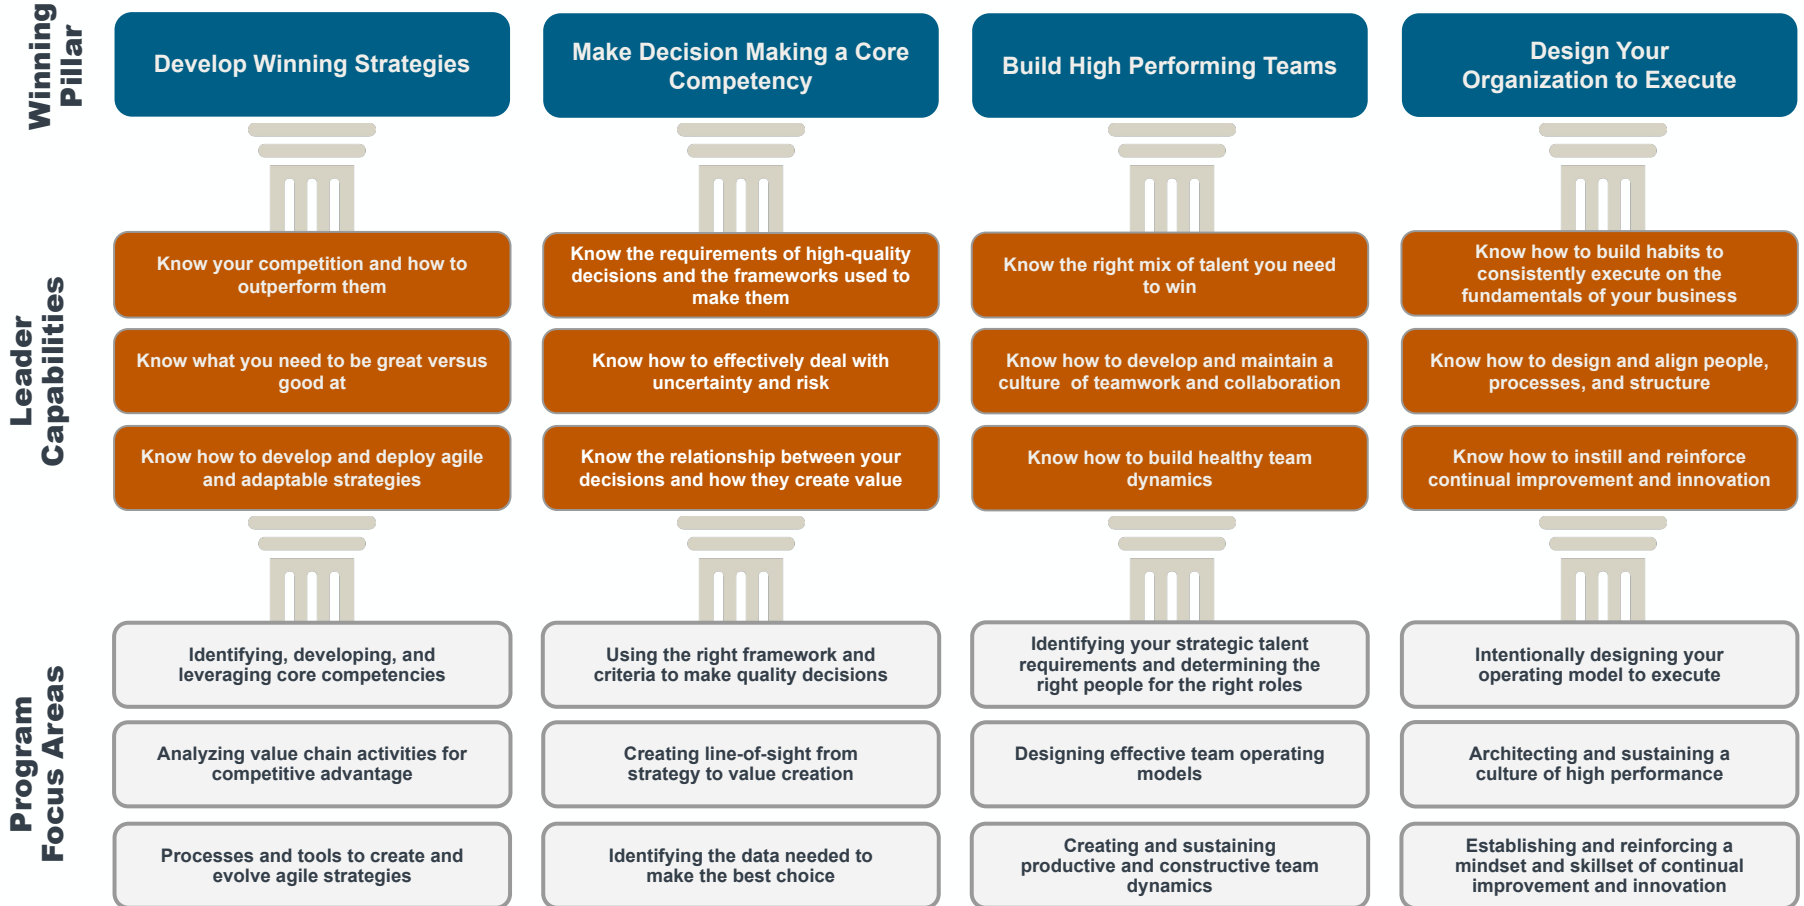 Winning
Pillar
Develop Winning Strategies
Make Decision Making a Core
Competency
Build High Performing Teams
Design Your
Organization to Execute
Leader
Capabilities
Know your competition and how to
outperform them
Know the requirements of high-quality
decisions and the frameworks used to
make them
Know the right mix of talent you need
to win
Know how to build habits to
consistently execute on the
fundamentals of your business
Know what you need to be great versus
good at
Know how to effectively deal with
uncertainty and risk
Know how to develop and maintain a
culture of teamwork and collaboration
Know how to design and align people,
processes, and structure
Know how to develop and deploy agile
and adaptable strategies
Know the relationship between your
decisions and how they create value
Know how to build healthy team
dynamics
Know how to instill and reinforce
continual improvement and innovation
Program
Focus Areas
Identifying, developing, and
leveraging core competencies
Using the right framework and
criteria to make quality decisions
Identifying your strategic talent
requirements and determining the
right people for the right roles
Intentionally designing your
operating model to execute
Analyzing value chain activities for
competitive advantage
Creating line-of-sight from
strategy to value creation
Designing effective team operating
models
Architecting and sustaining a
culture of high performance
Processes and tools to create and
evolve agile strategies
Identifying the data needed to
make the best choice
Creating and sustaining
productive and constructive team
dynamics
Establishing and reinforcing a
mindset and skillset of continual
improvement and innovation